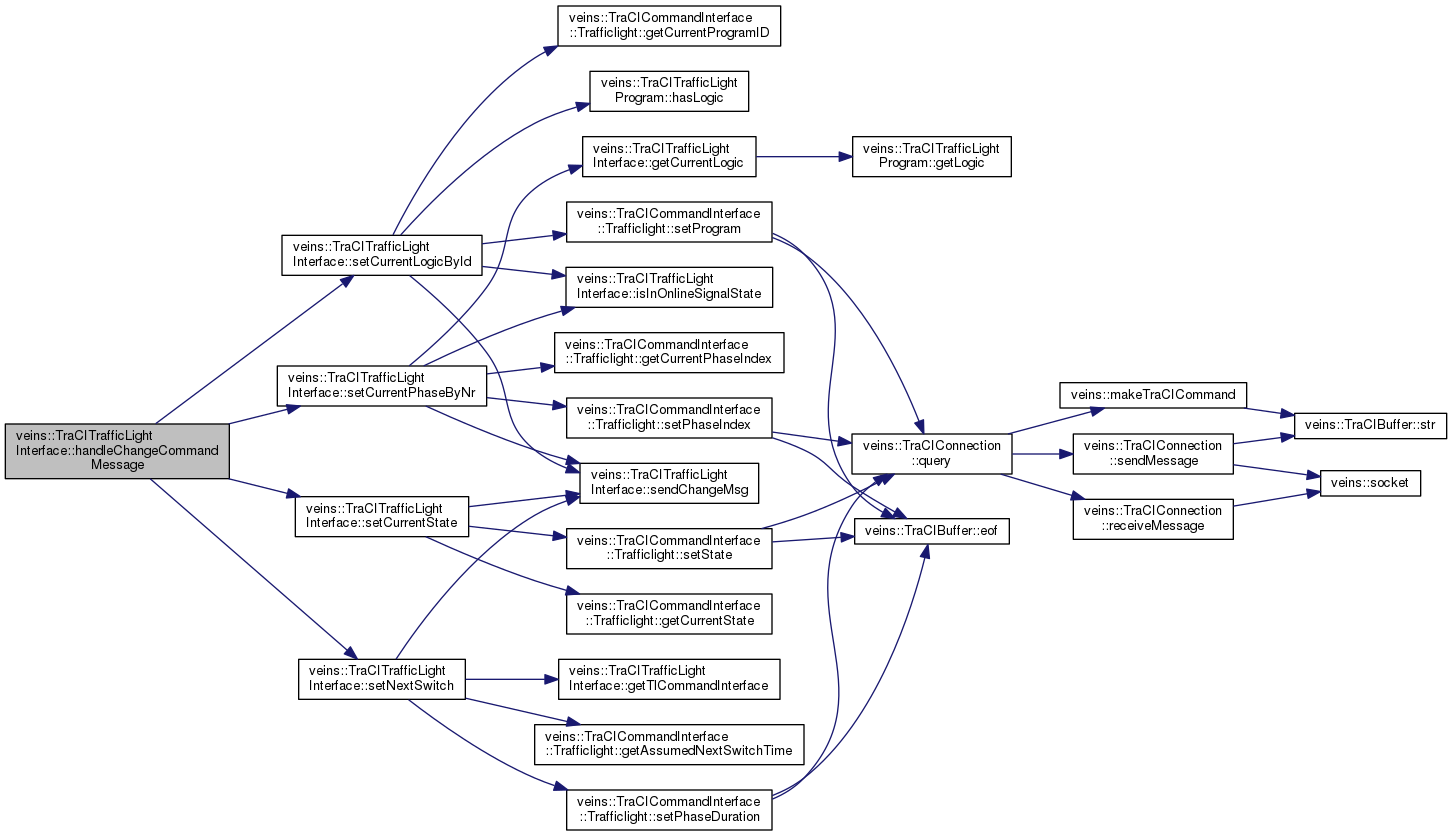 veins::TraCITrafficLight
Interface::handleChangeCommand
Message
veins::TraCITrafficLight
Interface::setCurrentLogicById
veins::TraCITrafficLight
Interface::setCurrentPhaseByNr
veins::TraCITrafficLight
Interface::setCurrentState
veins::TraCITrafficLight
Interface::setNextSwitch
veins::TraCICommandInterface
::Trafficlight::getCurrentProgramID
veins::TraCITrafficLight
Program::hasLogic
veins::TraCITrafficLight
Interface::getCurrentLogic
veins::TraCICommandInterface
::Trafficlight::setProgram
veins::TraCITrafficLight
Interface::isInOnlineSignalState
veins::TraCICommandInterface
::Trafficlight::getCurrentPhaseIndex
veins::TraCICommandInterface
::Trafficlight::setPhaseIndex
veins::TraCITrafficLight
Interface::sendChangeMsg
veins::TraCICommandInterface
::Trafficlight::setState
veins::TraCICommandInterface
::Trafficlight::getCurrentState
veins::TraCITrafficLight
Interface::getTlCommandInterface
veins::TraCICommandInterface
::Trafficlight::getAssumedNextSwitchTime
veins::TraCICommandInterface
::Trafficlight::setPhaseDuration
veins::TraCITrafficLight
Program::getLogic
veins::TraCIConnection
::query
veins::TraCIBuffer::eof
veins::makeTraCICommand
veins::TraCIConnection
::sendMessage
veins::TraCIConnection
::receiveMessage
veins::TraCIBuffer::str
veins::socket